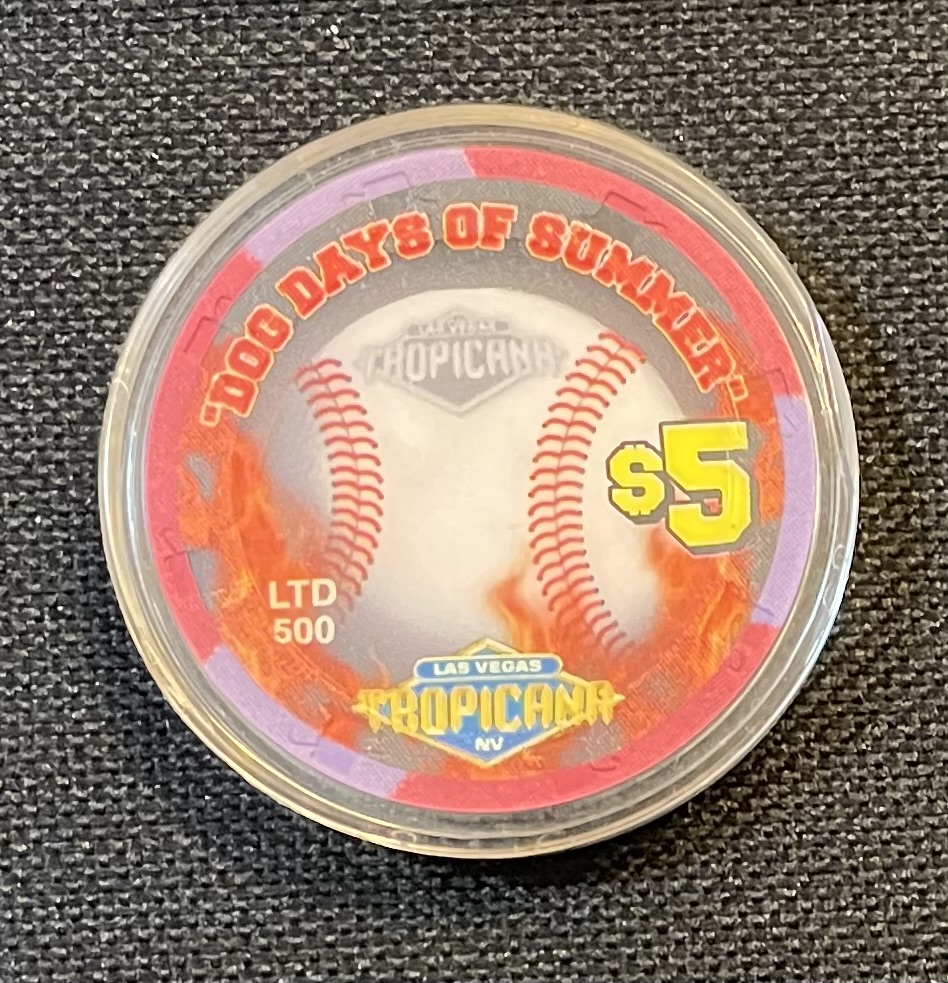 "DOG DAYS OF SUMMER"
LAS VEGAS
TROPICANA
$5
LTD
500
LAS VEGAS
TROPICANA
NV